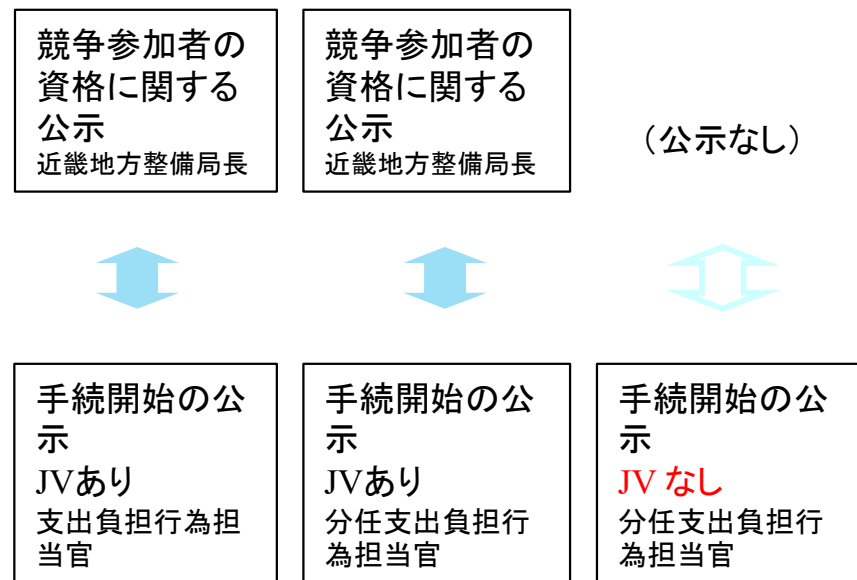 競争参加者の
資格に関する
公示
近畿地方整備局長
競争参加者の
資格に関する
公示
近畿地方整備局長
（公示なし）
手続開始の公
示
JVあり
支出負担行為担
当官
手続開始の公
示
JVあり
分任支出負担行
為担当官
手続開始の公
示
JV なし
分任支出負担行
為担当官